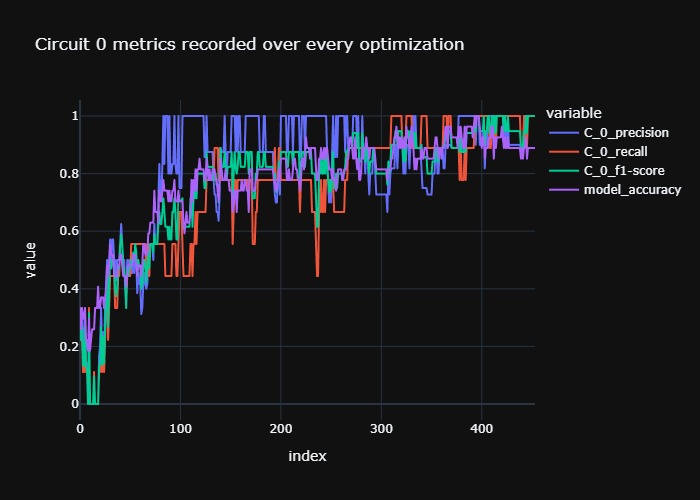 Circuit 0 metrics recorded over every optimization
variable
C_0_precision
C_0_recall
C_0_f1-score
model_accuracy
value
1
0.8
0.6
0.4
0.2
0
0 100 200 300 400
index